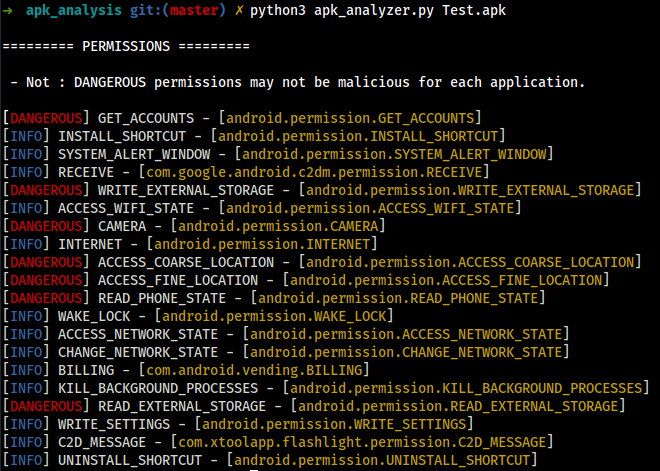 → apk_analysis git:(master) ✗ python3 apk_analyzer.py Test.apk
========= PERMISSIONS =========
- Not : DANGEROUS permissions may not be malicious for each application.
[DANGEROUS] GET_ACCOUNTS - [android.permission.GET_ACCOUNTS]
[INFO] INSTALL_SHORTCUT - [android.permission.INSTALL_SHORTCUT]
[INFO] SYSTEM_ALERT_WINDOW - [android.permission.SYSTEM_ALERT_WINDOW]
[INFO] RECEIVE - [com.google.android.c2dm.permission.RECEIVE]
[DANGEROUS] WRITE_EXTERNAL_STORAGE - [android.permission.WRITE_EXTERNAL_STORAGE]
[INFO] ACCESS_WIFI_STATE - [android.permission.ACCESS_WIFI_STATE]
[DANGEROUS] CAMERA - [android.permission.CAMERA]
[INFO] INTERNET - [android.permission.INTERNET]
[DANGEROUS] ACCESS_COARSE_LOCATION - [android.permission.ACCESS_COARSE_LOCATION]
[DANGEROUS] ACCESS_FINE_LOCATION - [android.permission.ACCESS_FINE_LOCATION]
[DANGEROUS] READ_PHONE_STATE - [android.permission.READ_PHONE_STATE]
[INFO] WAKE_LOCK - [android.permission.WAKE_LOCK]
[INFO] ACCESS_NETWORK_STATE - [android.permission.ACCESS_NETWORK_STATE]
[INFO] CHANGE_NETWORK_STATE - [android.permission.CHANGE_NETWORK_STATE]
[INFO] BILLING - [com.android.vending.BILLING]
[INFO] KILL_BACKGROUND_PROCESSES - [android.permission.KILL_BACKGROUND_PROCESSES]
[DANGEROUS] READ_EXTERNAL_STORAGE - [android.permission.READ_EXTERNAL_STORAGE]
[INFO] WRITE_SETTINGS - [android.permission.WRITE_SETTINGS]
[INFO] C2D_MESSAGE - [com.xtoolapp.flashlight.permission.C2D_MESSAGE]
[INFO] UNINSTALL_SHORTCUT - [android.permission.UNINSTALL_SHORTCUT]